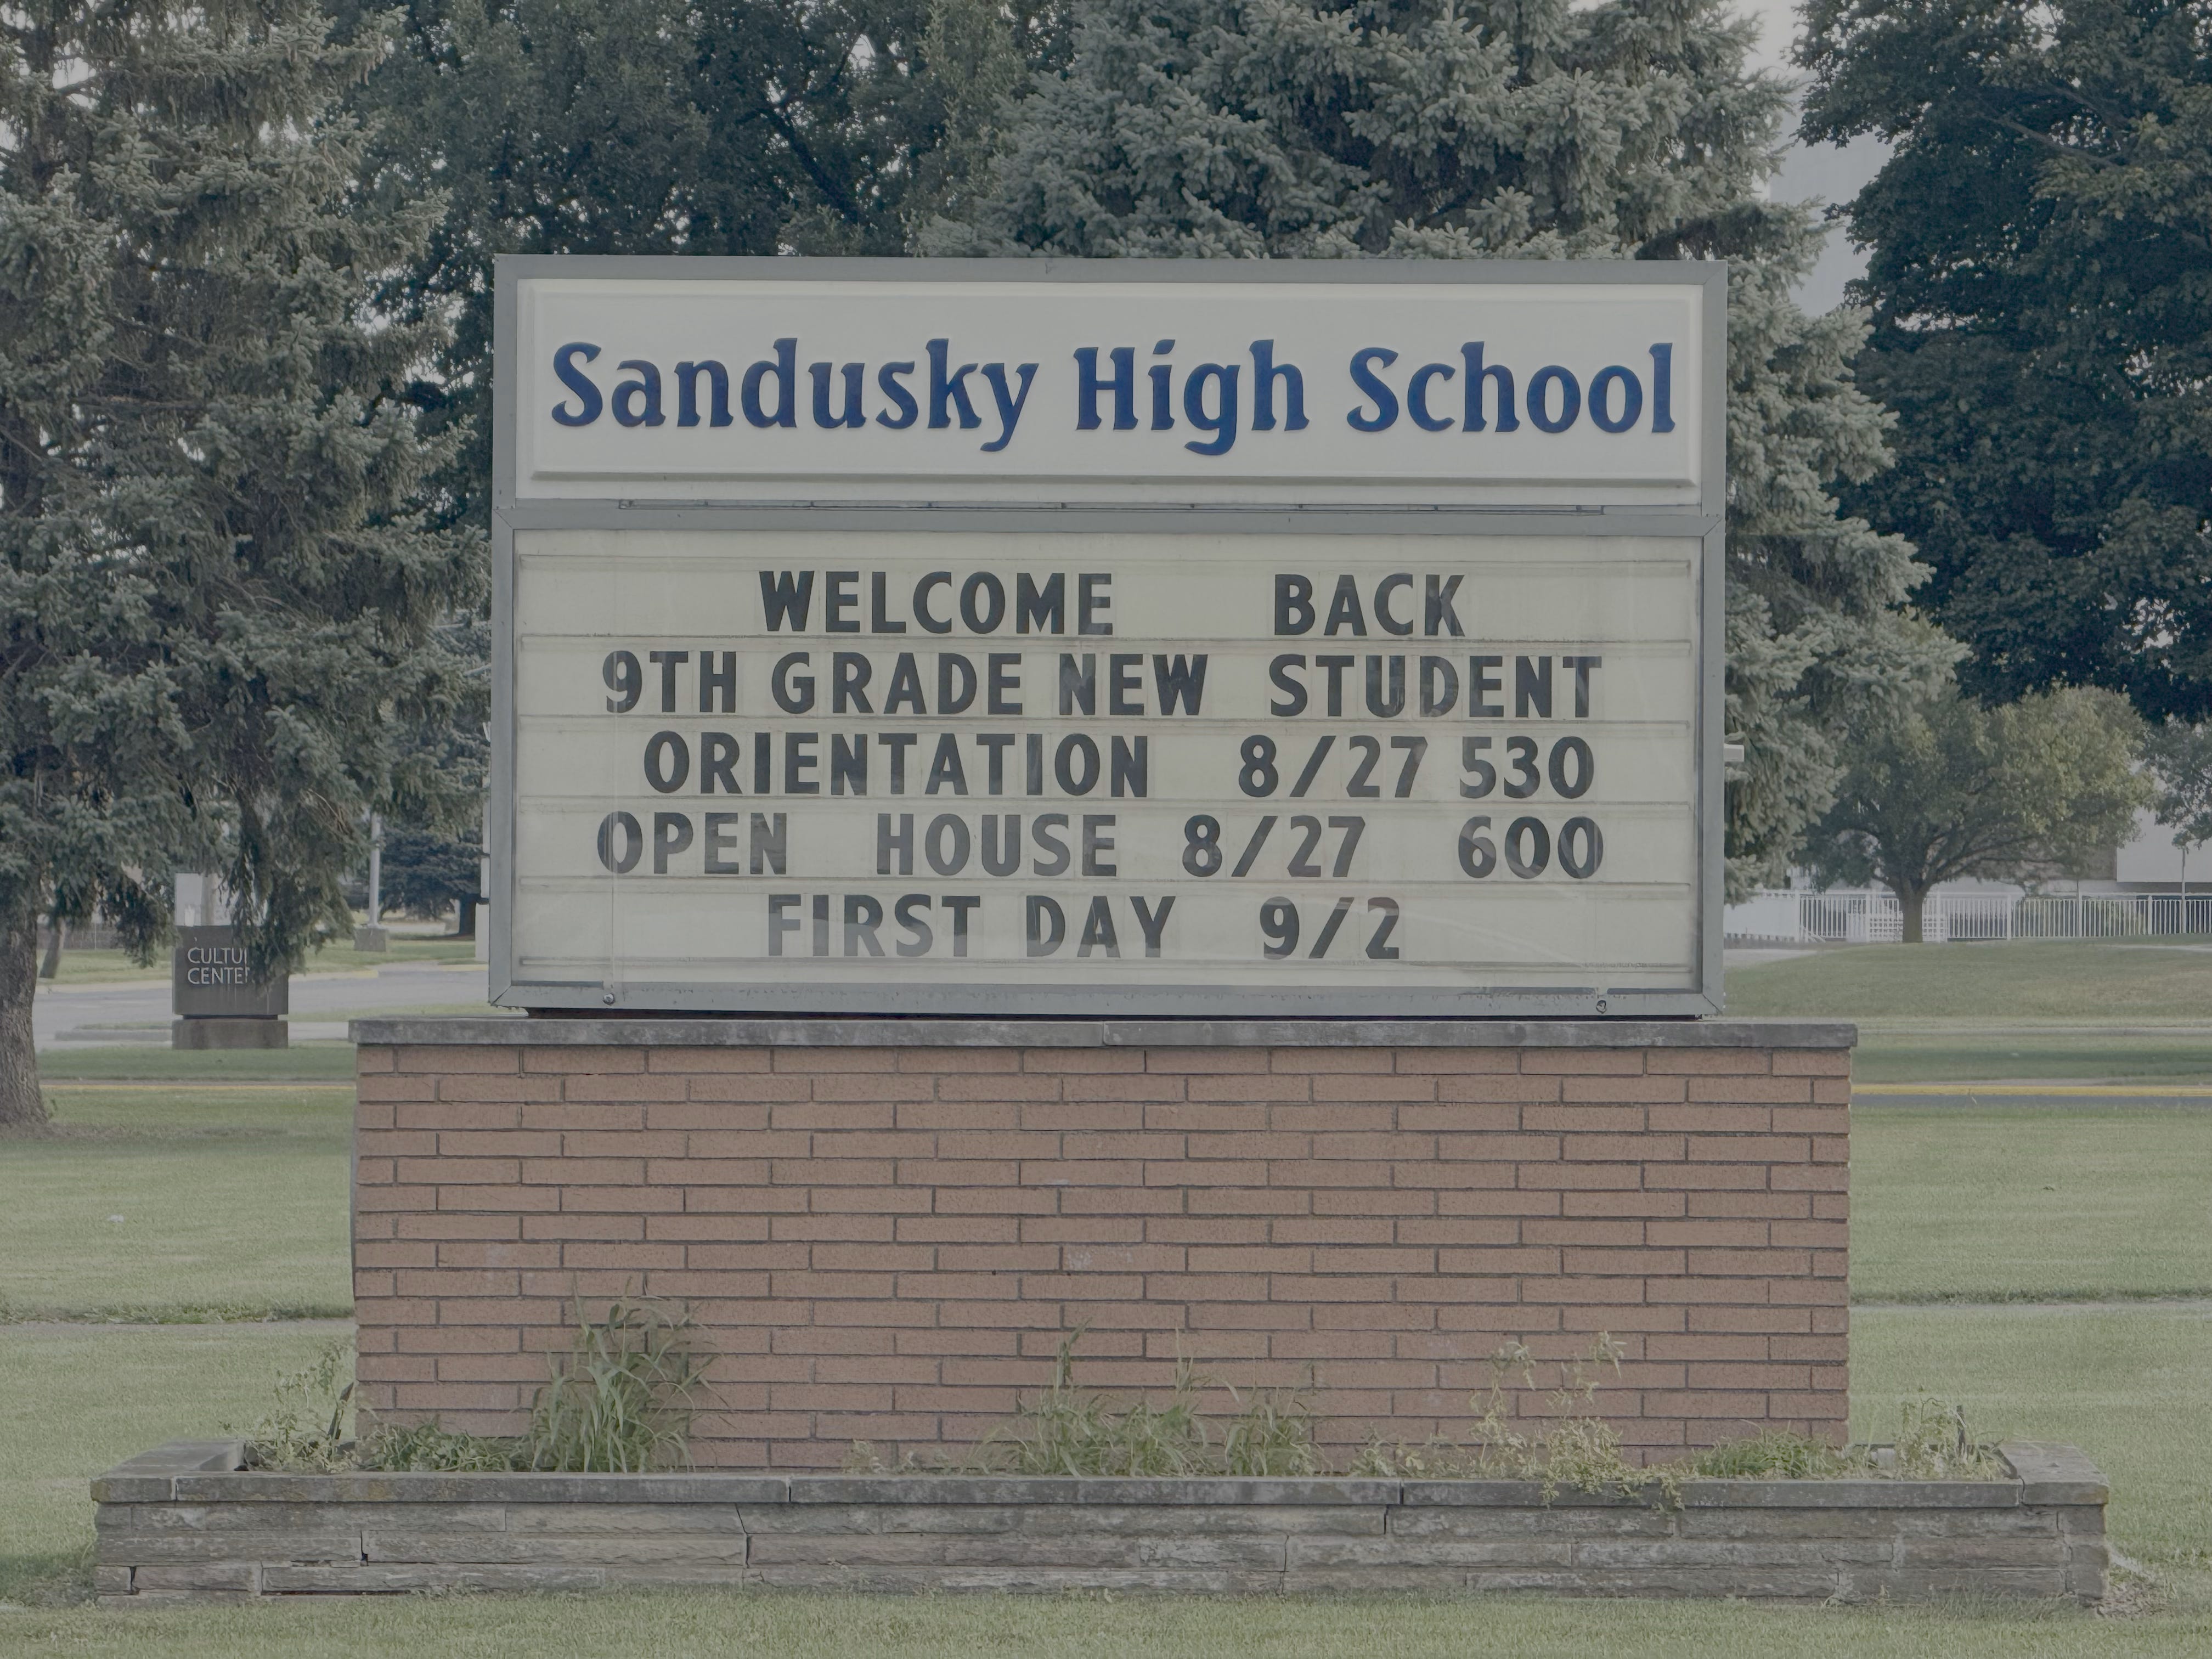 Sandusky High School
WELCOME BACK
9TH GRADE NEW STUDENT
ORIENTATION 8/27 530
OPEN HOUSE 8/27 600
FIRST DAY 9/2
CENTER